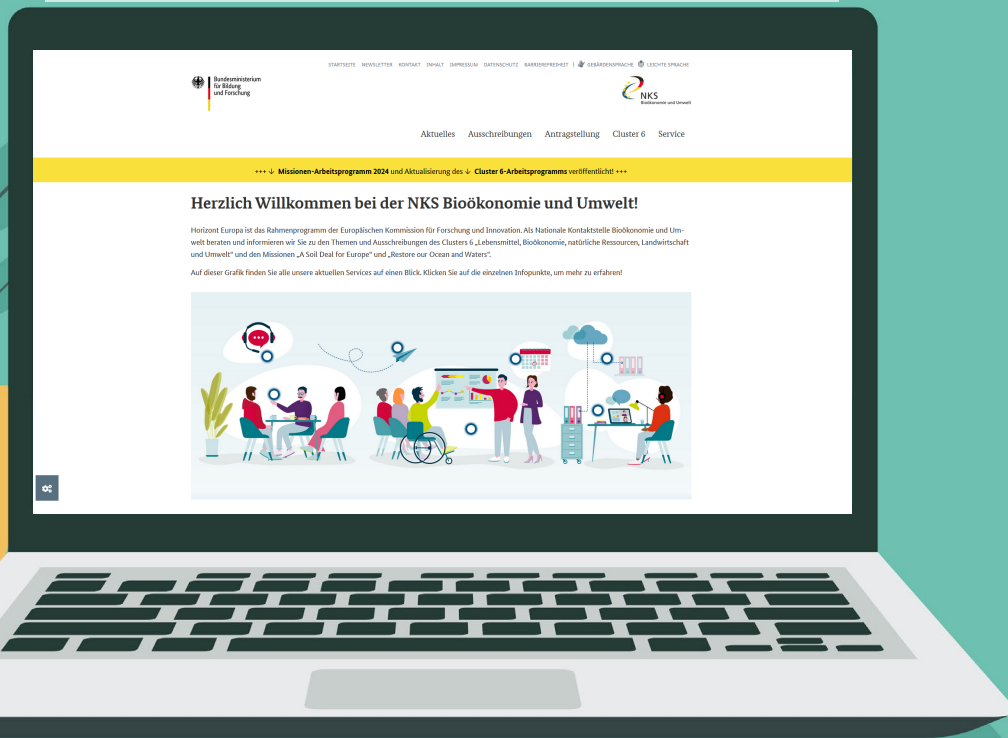 STARTSEITE NEWSLETTER KONTAKT INHALT IMPRESSUM DATENSCHUTZ BARRIEREFREIHEIT | GEBÄRDENSPRACHE LEICHTE SPRACHE
Bundesministerium
für Bildung
und Forschung
NKS
Bioökonomie und Umwelt
Aktuelles Ausschreibungen Antragstellung Cluster 6 Service
+++ ↓ Missionen-Arbeitsprogramm 2024 und Aktualisierung des ↓ Cluster 6-Arbeitsprogramms veröffentlicht! +++
Herzlich Willkommen bei der NKS Bioökonomie und Umwelt!
Horizont Europa ist das Rahmenprogramm der Europäischen Kommission für Forschung und Innovation. Als Nationale Kontaktstelle Bioökonomie und Um-
welt beraten und informieren wir Sie zu den Themen und Ausschreibungen des Clusters 6 „Lebensmittel, Bioökonomie, natürliche Ressourcen, Landwirtschaft
und Umwelt" und den Missionen „A Soil Deal for Europe" und „Restore our Ocean and Waters".
Auf dieser Grafik finden Sie alle unsere aktuellen Services auf einen Blick. Klicken Sie auf die einzelnen Infopunkte, um mehr zu erfahren!